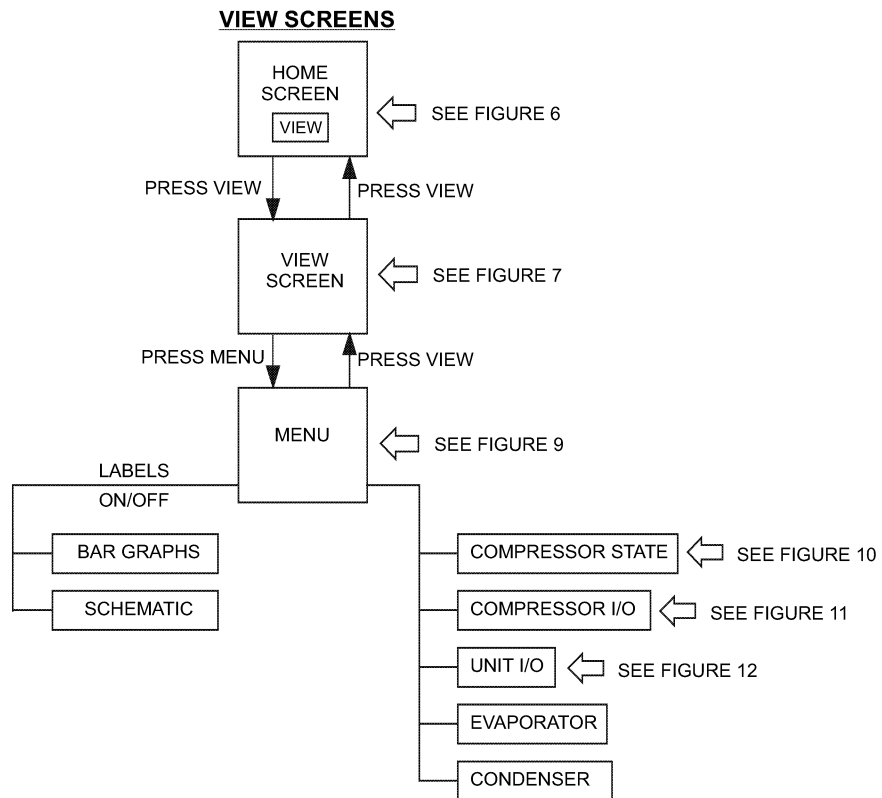 VIEW SCREENS
HOME
SCREEN
VIEW
SEE FIGURE 6
PRESS VIEW
PRESS VIEW
VIEW
SCREEN
SEE FIGURE 7
PRESS MENU
PRESS VIEW
MENU
SEE FIGURE 9
LABELS
ON/OFF
BAR GRAPHS
SCHEMATIC
COMPRESSOR STATE
SEE FIGURE 10
COMPRESSOR I/O
SEE FIGURE 11
UNIT I/O
SEE FIGURE 12
EVAPORATOR
CONDENSER